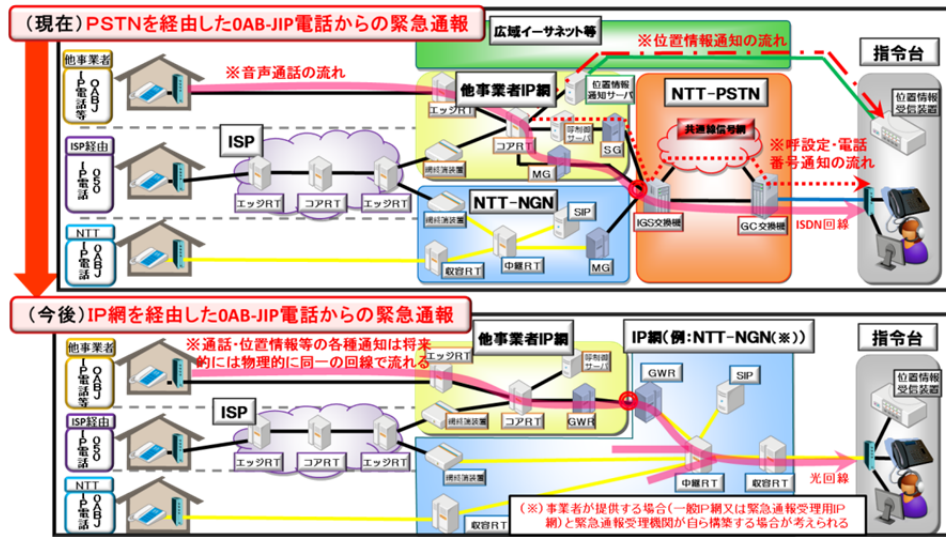 (現在)PSTNを経由した0AB-JIP電話からの緊急通報
広域イーサネット等
※位置情報通知の流れ
指令台
他事業者
0ABJ
IP電話等
※音声通話の流れ
他事業者IP網
位置情報
通知サーバ
NTT-PSTN
位置情報
受信装置
エッジRT
コアRT
呼制御
サーバ
SG
共通線信号網
※呼設定・電話
番号通知の流れ
ISP経由
050
IP電話
ISP
エッジRT
コアRT
エッジRT
網終端装置
MG
NTT-NGN
網終端装置
SIP
IGS交換機
GC交換機
ISDN回線
NTT
0ABJ
IP電話
収容RT
中継RT
MG
(今後)IP網を経由した0AB-JIP電話からの緊急通報
他事業者
0ABJ
IP電話等
※通話・位置情報等の各種通知は将来
的には物理的に同一の回線で流れる
エッジRT
他事業者IP網
呼制御
サーバ
IP網(例:NTT-NGN(※))
指令台
GWR
SIP
位置情報
受信装置
ISP経由
050
IP電話
ISP
エッジRT
コアRT
エッジRT
網終端装置
コアRT
GWR
網終端装置
中継RT
収容RT
光回線
NTT
0ABJ
IP電話
収容RT
(※)事業者が提供する場合(一般IP網又は緊急通報受理用IP
網)と緊急通報受理機関が自ら構築する場合が考えられる